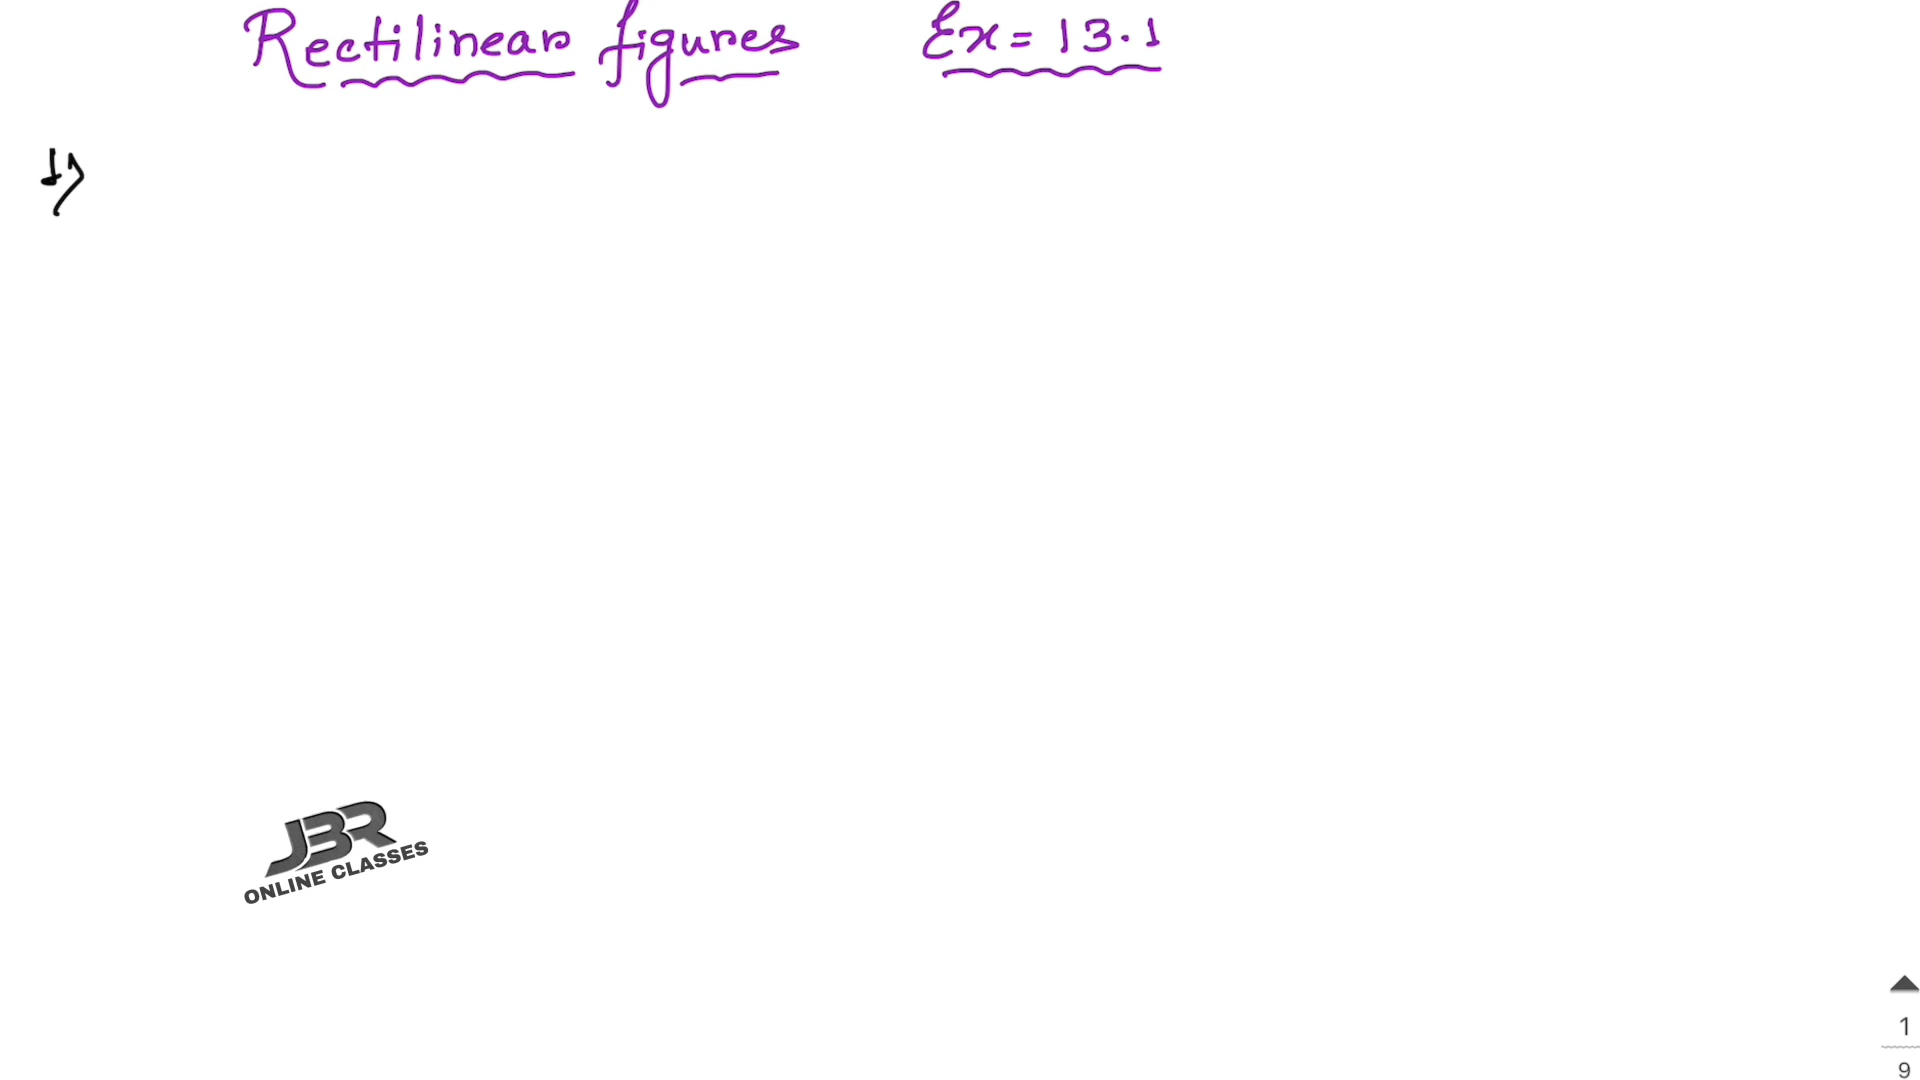 Rectilinear figures Ex = 13.1
1)
JBR
ONLINE CLASSES
1
9